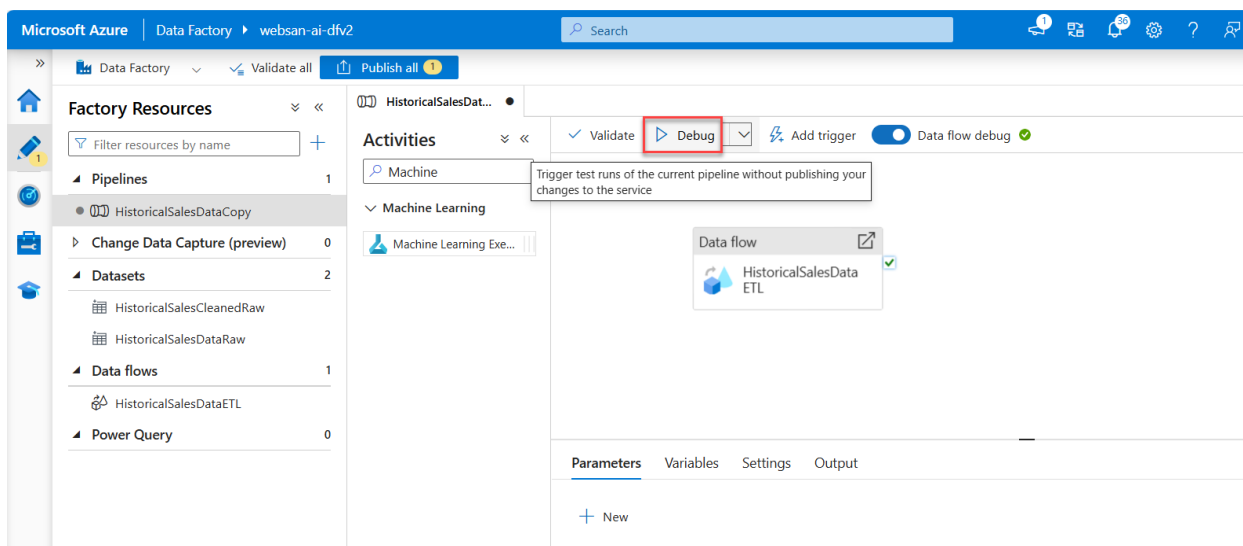 Microsoft Azure
Data Factory
websan-ai-dfv2
Search
1
36
Data Factory
Validate all
Publish all 1
1
Factory Resources
Filter resources by name
Pipelines 1
HistoricalSalesDataCopy
Change Data Capture (preview) 0
Datasets 2
HistoricalSalesCleanedRaw
HistoricalSalesDataRaw
Data flows 1
HistoricalSalesDataETL
Power Query 0
HistoricalSalesDat...
Activities
Machine
Machine Learning
Machine Learning Exe...
Validate
Debug
Add trigger
Data flow debug
Trigger test runs of the current pipeline without publishing your
changes to the service
Data flow
HistoricalSalesData
ETL
Parameters
Variables
Settings
Output
New